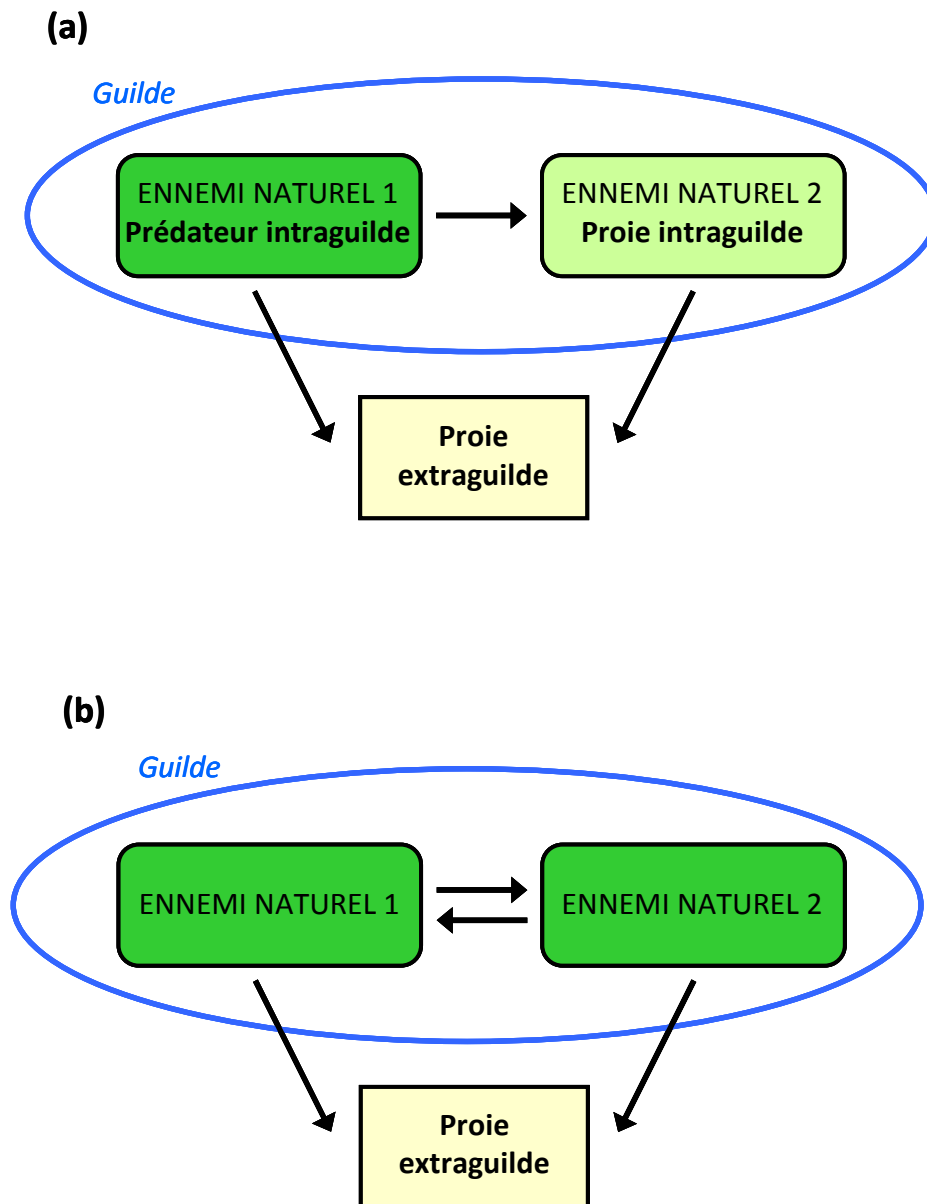 (a)
Guilde
ENNEMI NATUREL 1
Prédateur intraguilde
ENNEMI NATUREL 2
Proie intraguilde
Proie
extraguilde
(b)
Guilde
ENNEMI NATUREL 1
ENNEMI NATUREL 2
Proie
extraguilde